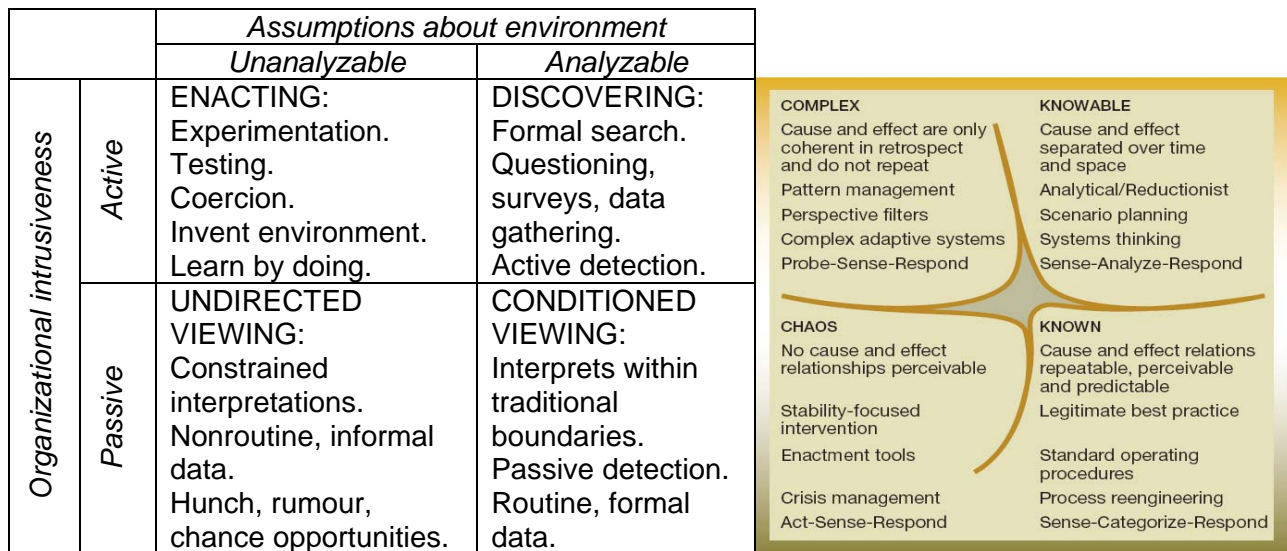 Assumptions about environment
Unanalyzable
Analyzable
Organizational intrusiveness
Active
ENACTING:
Experimentation.
Testing.
Coercion.
Invent environment.
Learn by doing.
DISCOVERING:
Formal search.
Questioning,
surveys, data
gathering.
Active detection.
Passive
UNDIRECTED
VIEWING:
Constrained
interpretations.
Nonroutine, informal
data.
Hunch, rumour,
chance opportunities.
CONDITIONED
VIEWING:
Interprets within
traditional
boundaries.
Passive detection.
Routine, formal
data.
COMPLEX
Cause and effect are only
coherent in retrospect
and do not repeat
Pattern management
Perspective filters
Complex adaptive systems
Probe-Sense-Respond
KNOWABLE
Cause and effect
separated over time
and space
Analytical/Reductionist
Scenario planning
Systems thinking
Sense-Analyze-Respond
CHAOS
No cause and effect
relationships perceivable
Stability-focused
intervention
Enactment tools
Crisis management
Act-Sense-Respond
KNOWN
Cause and effect relations
repeatable, perceivable
and predictable
Legitimate best practice
Standard operating
procedures
Process reengineering
Sense-Categorize-Respond